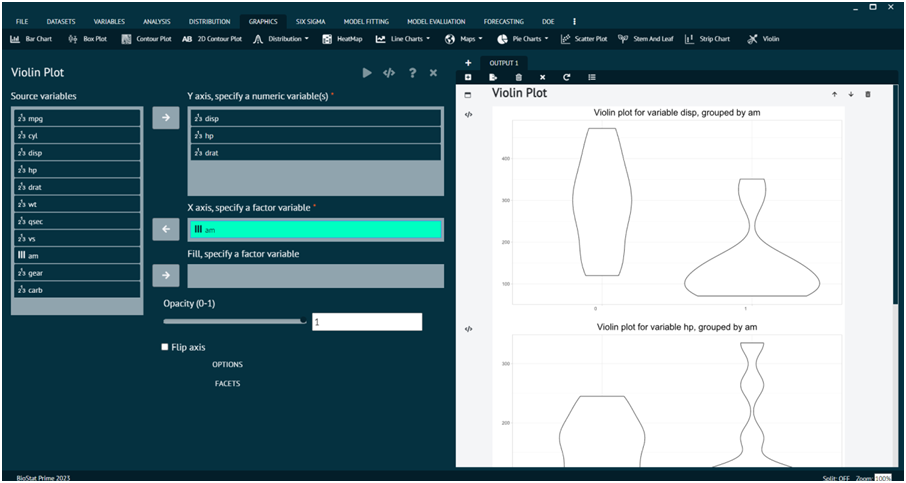 FILE DATASETS VARIABLES ANALYSIS DISTRIBUTION GRAPHICS SIX SIGMA MODEL FITTING MODEL EVALUATION FORECASTING DOE
Bar Chart Box Plot Contour Plot AB 2D Contour Plot Distribution HeatMap Line Charts Maps Pie Charts Scatter Plot Stem And Leaf Strip Chart Violin
Violin Plot
Source variables
mpg
cyl
disp
hp
drat
wt
qsec
vs
am
gear
carb
Y axis, specify a numeric variable(s) *
disp
hp
drat
X axis, specify a factor variable *
am
Fill, specify a factor variable
Opacity (0-1)
1
Flip axis
OPTIONS
FACETS
OUTPUT 1
Violin Plot
Violin plot for variable disp, grouped by am
400
300
200
100
0 1
Violin plot for variable hp, grouped by am
300
200
BioStat Prime 2023
Split: OFF Zoom: 100%